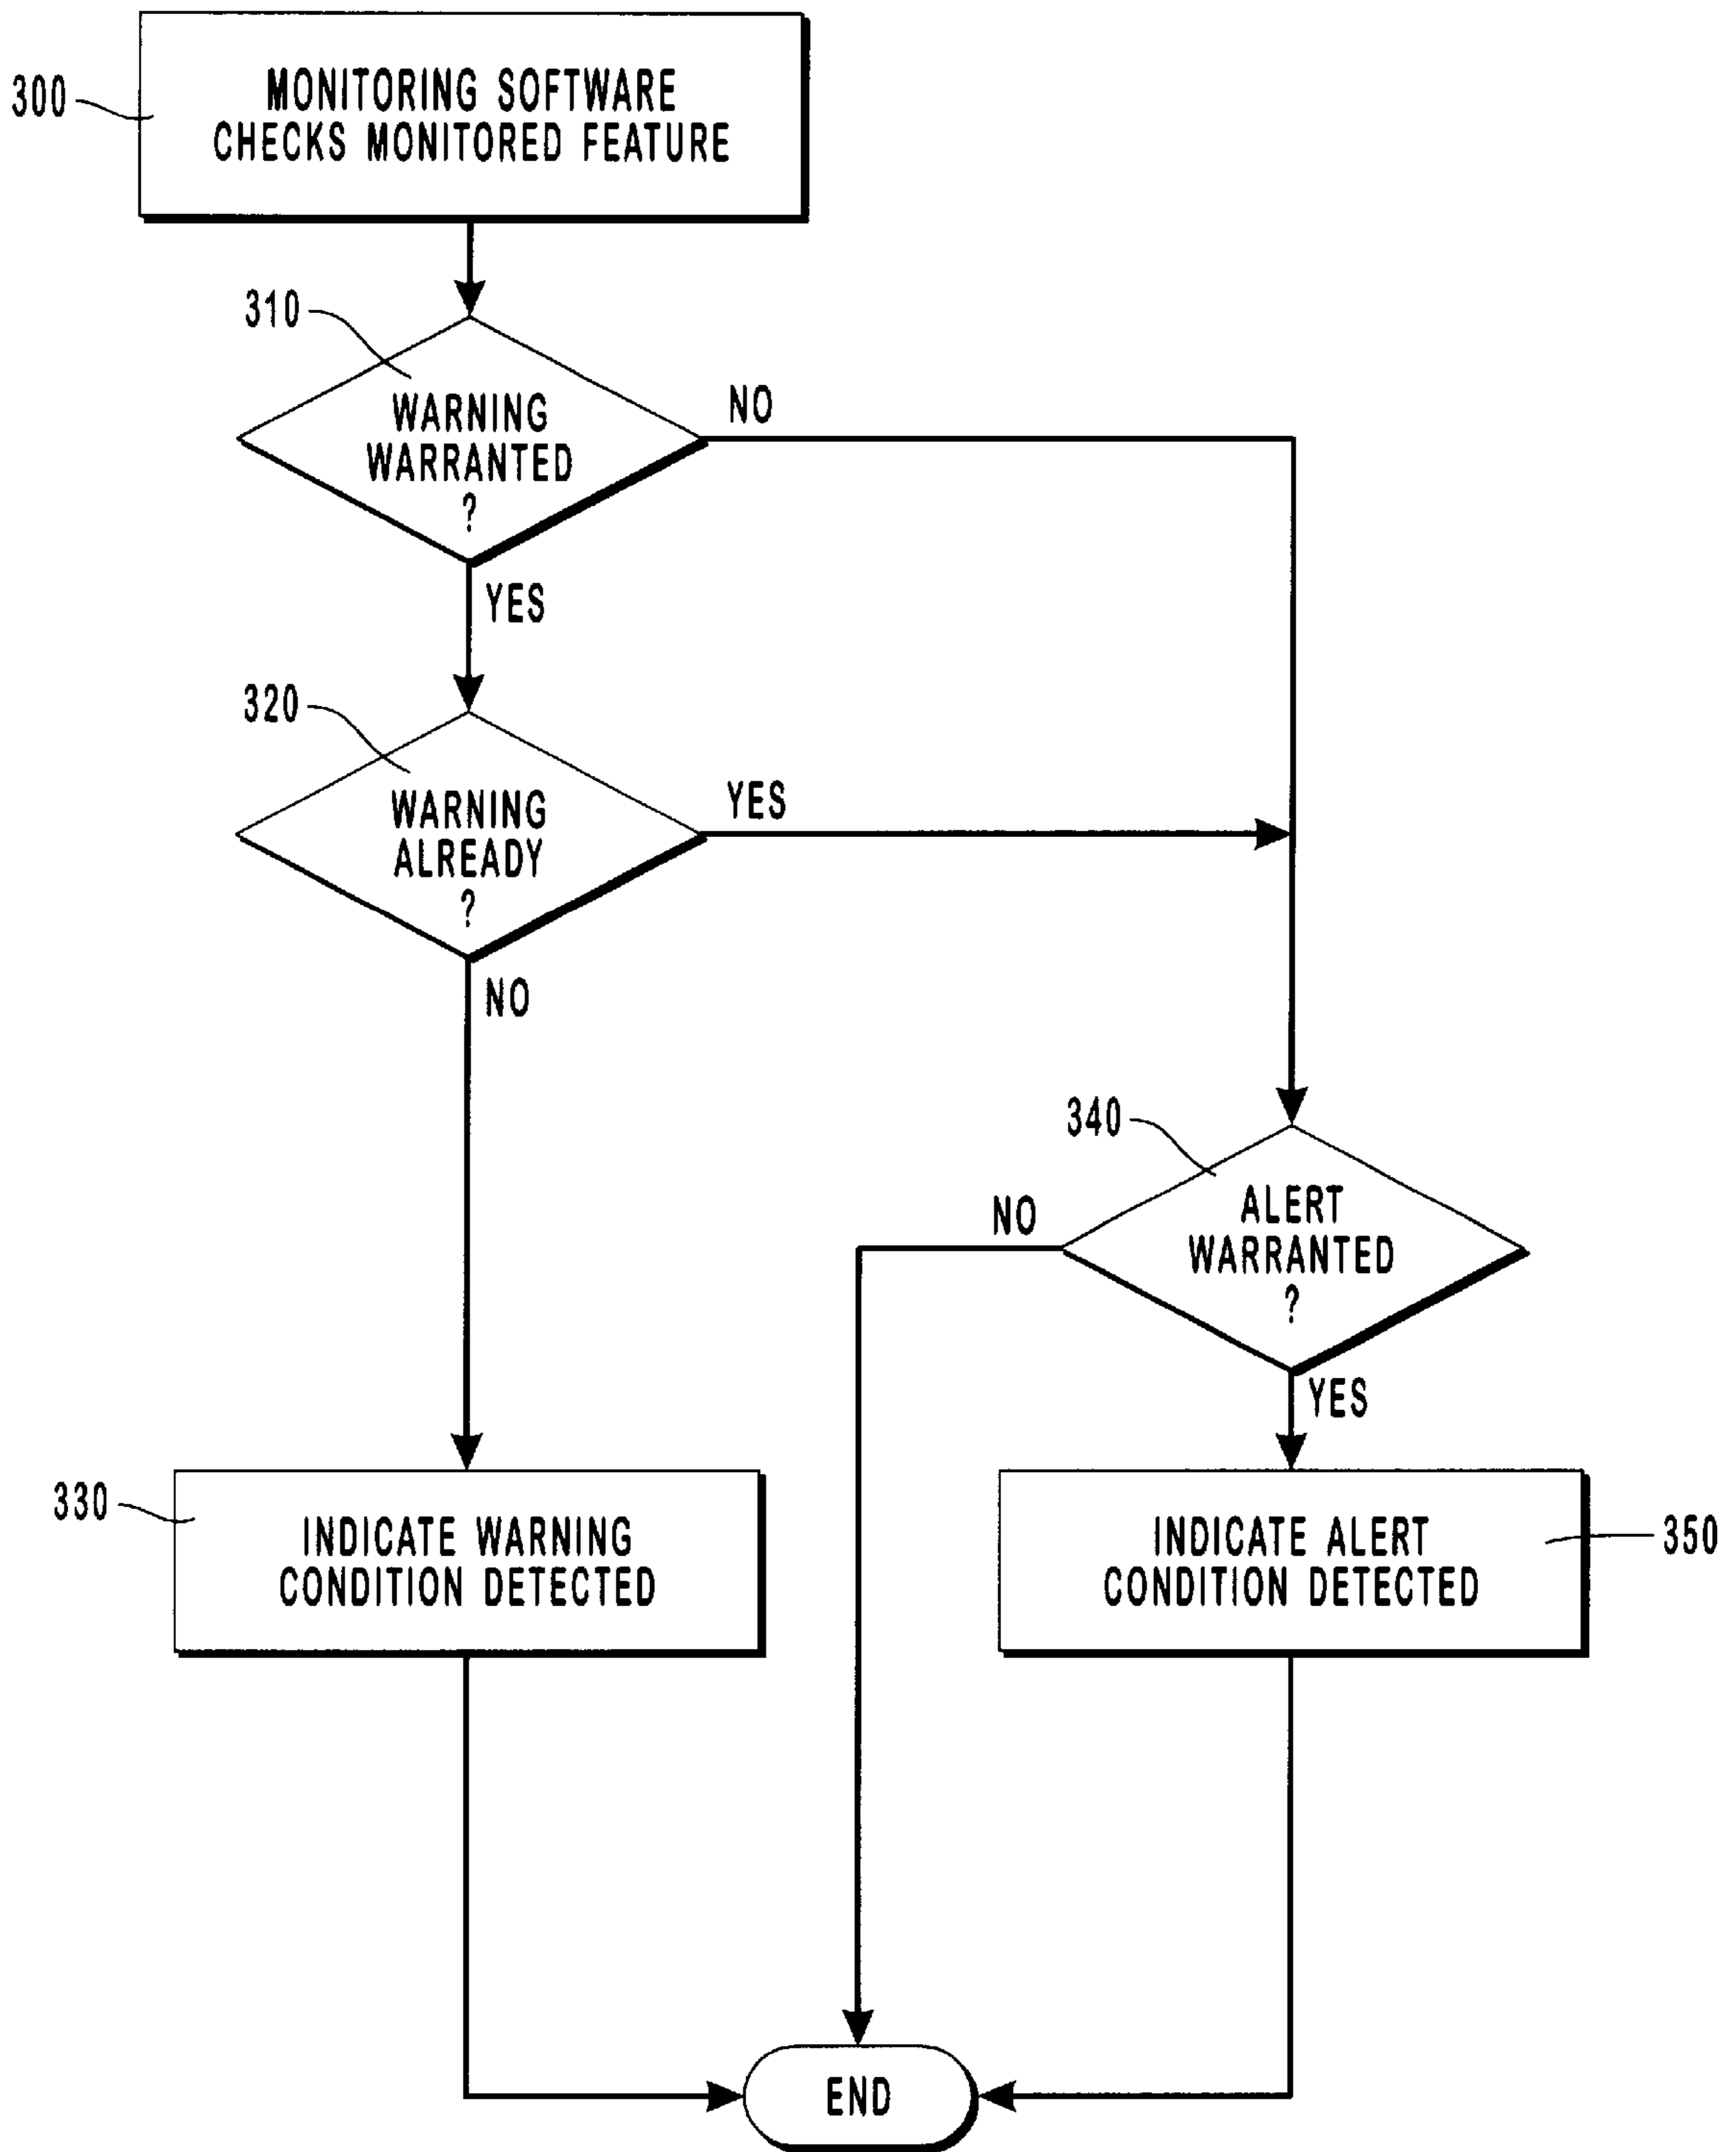 300
MONITORING SOFTWARE
CHECKS MONITORED FEATURE
310
WARNING
WARRANTED
?
NO
YES
320
WARNING
ALREADY
?
YES
NO
340
ALERT
WARRANTED
?
NO
YES
330
INDICATE WARNING
CONDITION DETECTED
INDICATE ALERT
CONDITION DETECTED
350
END